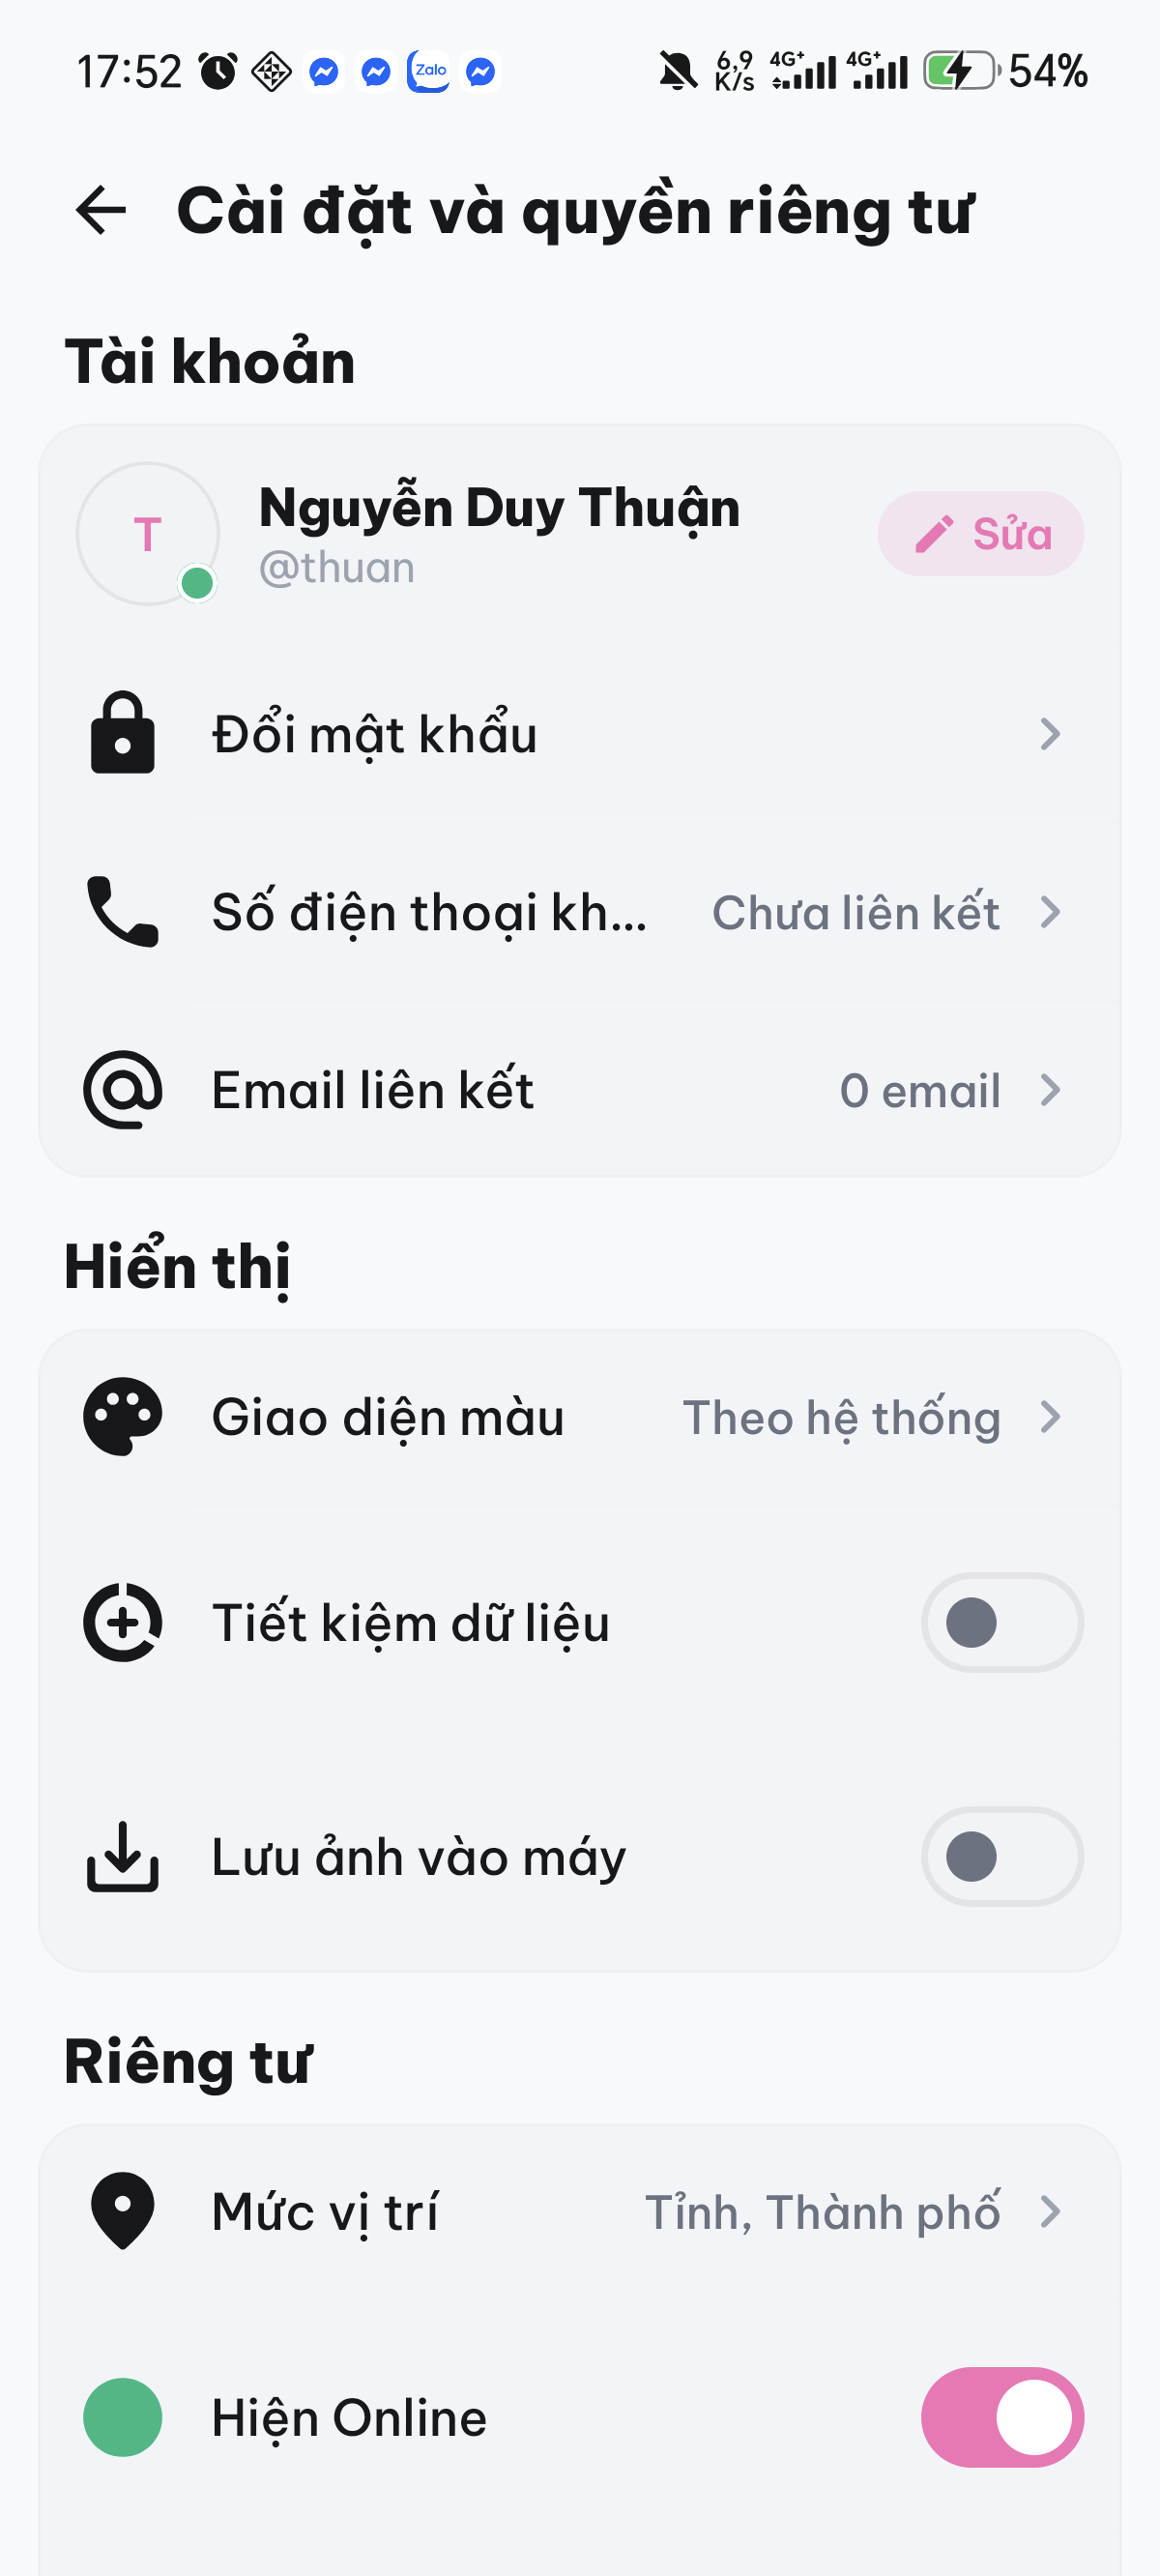 17:52 Zalo 6,9 K/s 4G+ 4G+ 54%
Cài đặt và quyền riêng tư
Tài khoản
T
Nguyễn Duy Thuận
@thuan
Sửa
Đổi mật khẩu
Số điện thoại kh... Chưa liên kết
Email liên kết 0 email
Hiển thị
Giao diện màu Theo hệ thống
Tiết kiệm dữ liệu
Lưu ảnh vào máy
Riêng tư
Mức vị trí Tỉnh, Thành phố
Hiện Online